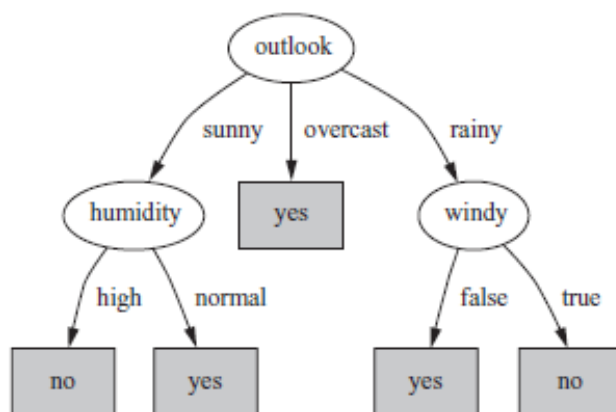 outlook
sunny overcast rainy
humidity yes windy
high normal false true
no yes yes no